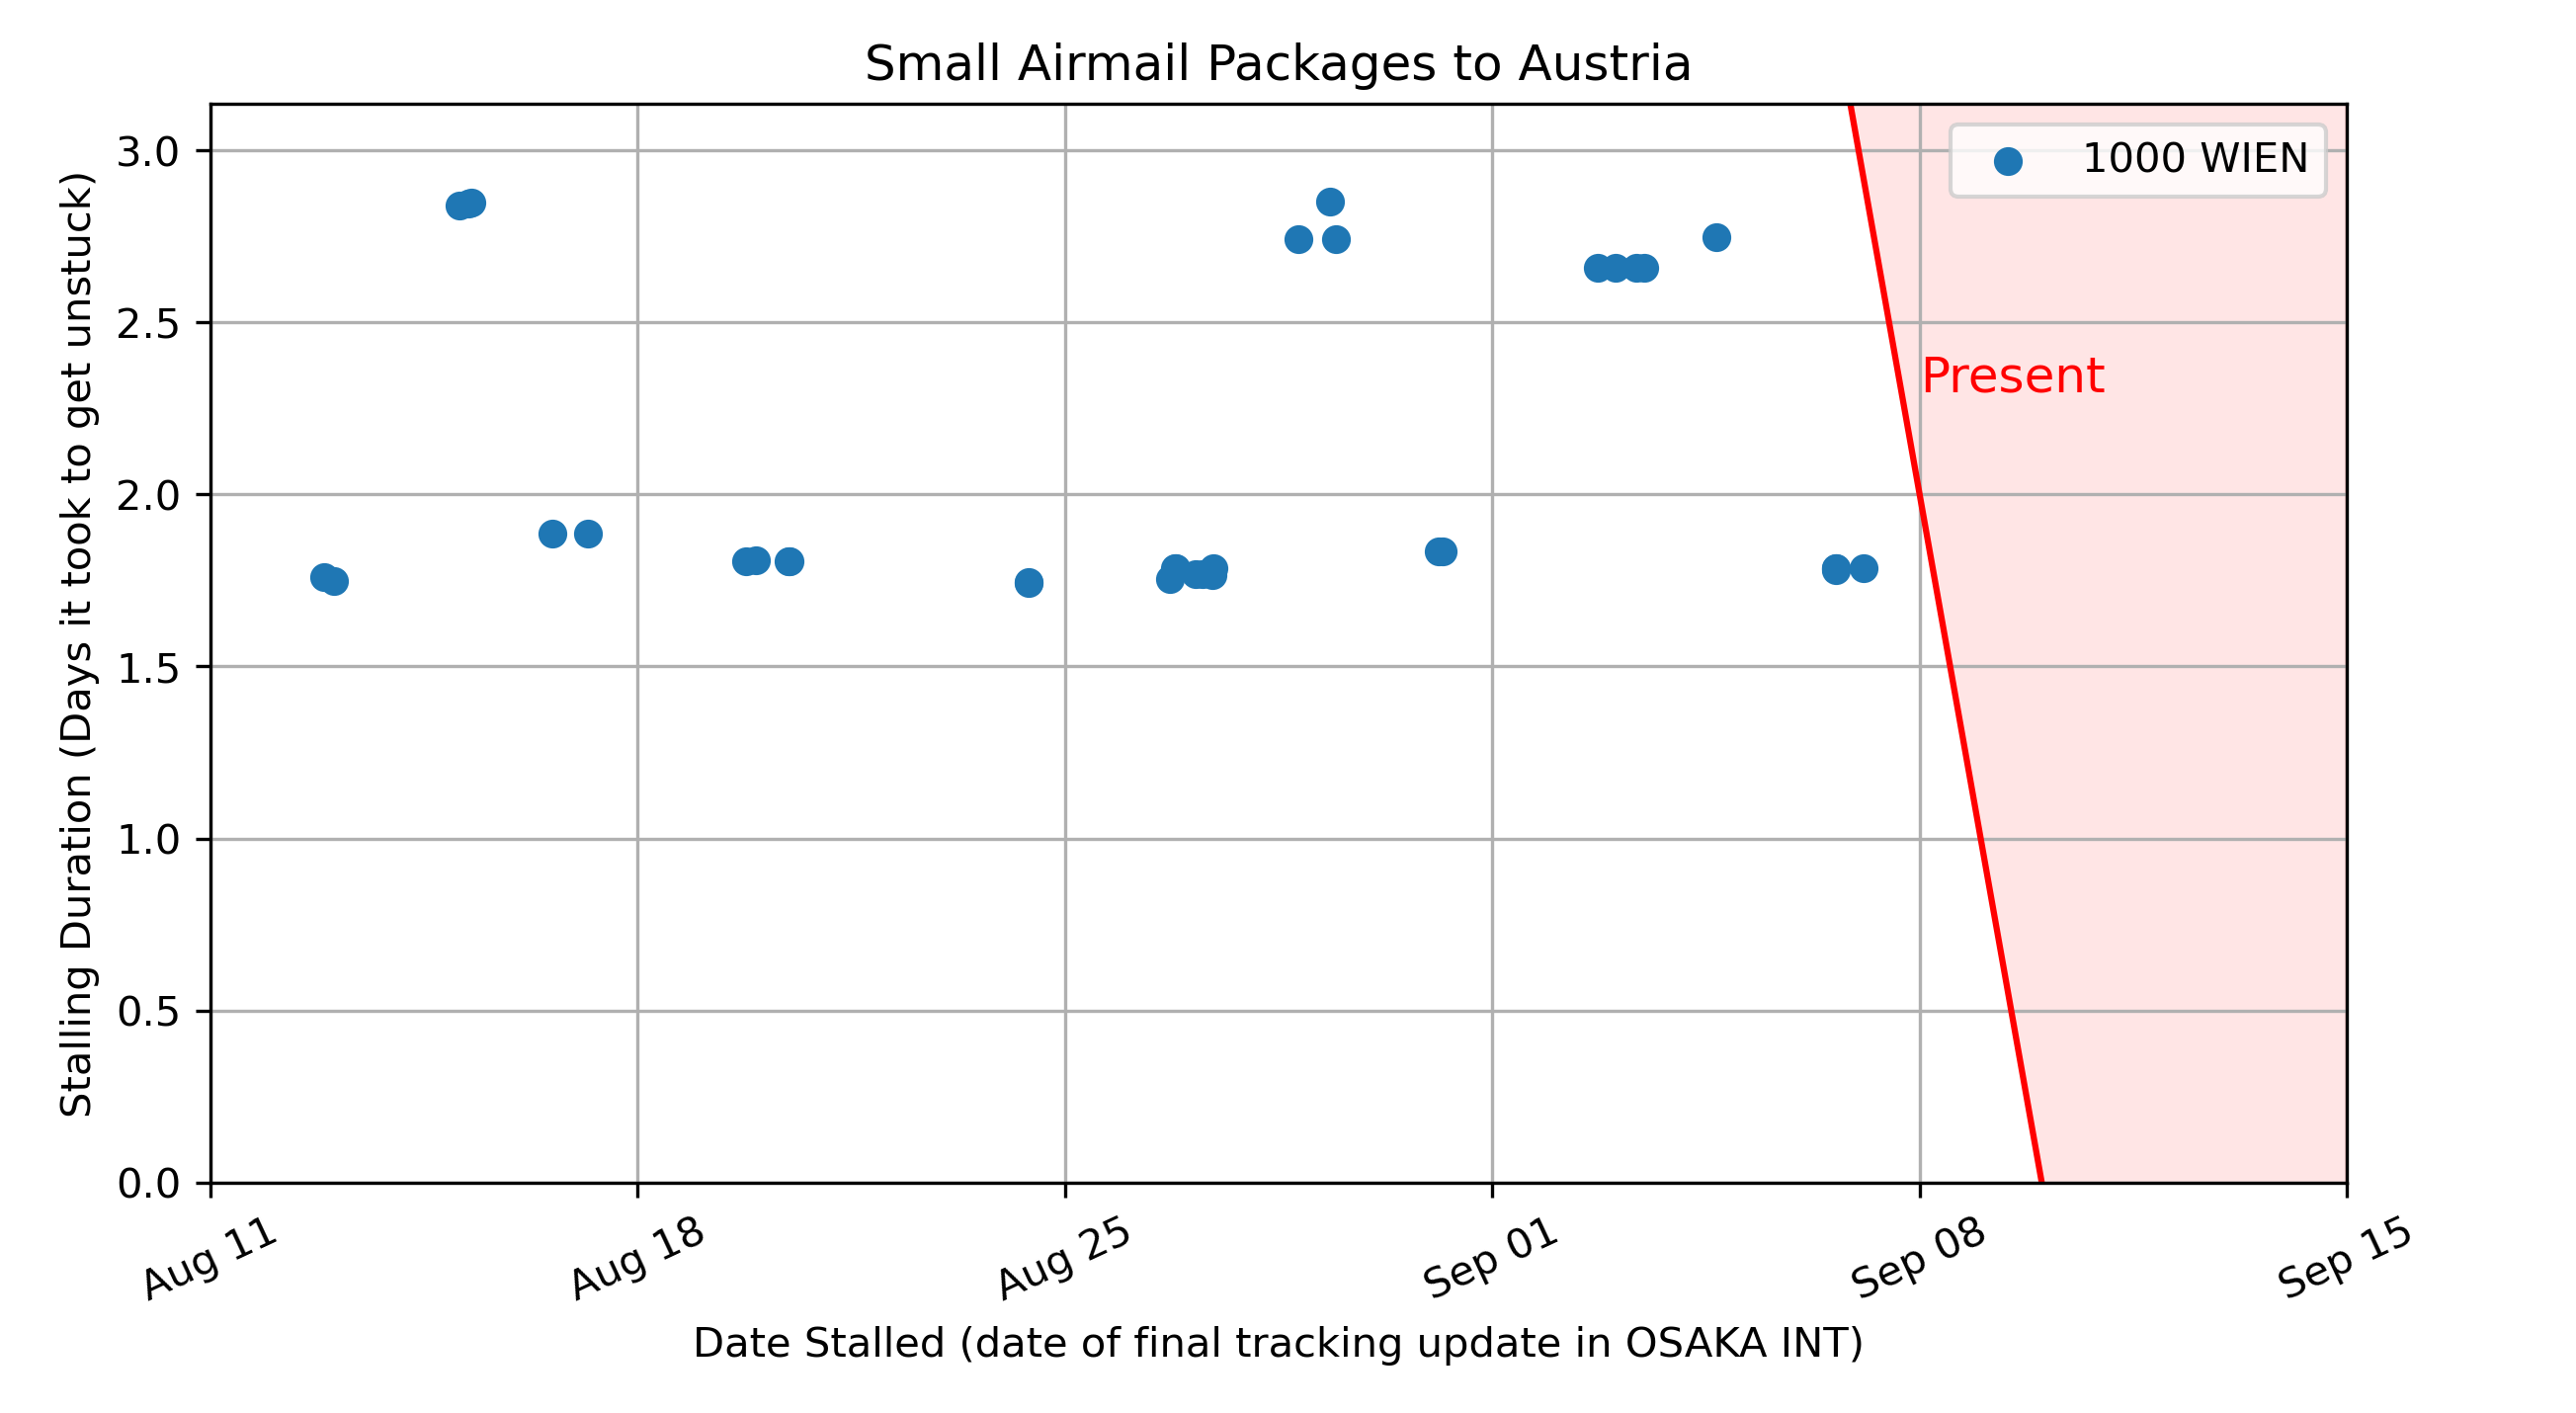 Small Airmail Packages to Austria
1000 WIEN
Present
Stalling Duration (Days it took to get unstuck)
3.0
2.5
2.0
1.5
1.0
0.5
0.0
Aug 11
Aug 18
Aug 25
Sep 01
Sep 08
Sep 15
Date Stalled (date of final tracking update in OSAKA INT)